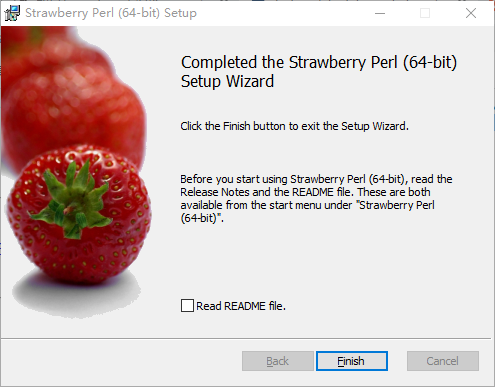 Strawberry Perl (64-bit) Setup
Completed the Strawberry Perl (64-bit)
Setup Wizard
Click the Finish button to exit the Setup Wizard.
Before you start using Strawberry Perl (64-bit), read the
Release Notes and the README file. These are both
available from the start menu under "Strawberry Perl
(64-bit)".
Read README file.
Back
Finish
Cancel